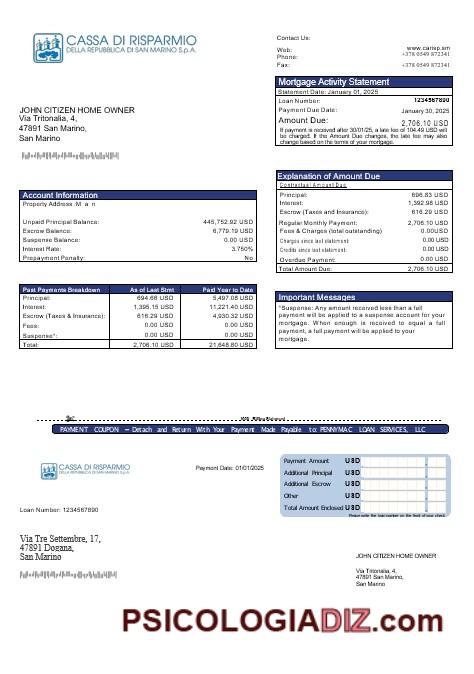 CASSA DI RISPARMIO
DELLA REPUBBLICA DI SAN MARINO S.p.A.
Contact Us:
Web: www.carisp.sm
Phone: +378 0549 872341
Fax: +378 0549 872341
Mortgage Activity Statement
Statement Date: January 01, 2025
Loan Number: 1234567890
Payment Due Date: January 30, 2025
Amount Due: 2,706.10 USD
If payment is received after 30/01/25, a late fee of 104.49 USD will
be charged. If the Amount Due changes, the late fee may also
change based on the terms of your mortgage.
JOHN CITIZEN HOME OWNER
Via Tritonalia, 4,
47891 San Marino,
San Marino
Explanation of Amount Due
Contractual Amount Due
Principal: 696.83 USD
Interest: 1,392.98 USD
Escrow (Taxes and Insurance): 616.29 USD
Regular Monthly Payment: 2,706.10 USD
Fees & Charges (total outstanding) 0.00USD
Charges since last statement: 0.00 USD
Credits since last statement: 0.00 USD
Overdue Payment: 0.00 USD
Total Amount Due: 2,706.10 USD
Account Information
Property Address M a n
Unpaid Principal Balance: 445,752.92 USD
Escrow Balance: 6,779.19 USD
Suspense Balance: 0.00 USD
Interest Rate: 3.750%
Prepayment Penalty: No
Past Payments Breakdown As of Last Stmt Paid Year to Date
Principal: 694.66 USD 5,497.08 USD
Interest: 1,395.15 USD 11,221.40 USD
Escrow (Taxes & Insurance): 616.29 USD 4,930.32 USD
Fees: 0.00 USD 0.00 USD
Suspense*: 0.00 USD 0.00 USD
Total: 2,706.10 USD 21,648.80 USD
Important Messages
*Suspense: Any amount received less than a full
payment will be applied to a suspense account for your
mortgage. When enough is received to equal a full
payment, a full payment will be applied to your
mortgage.
PAYMENT COUPON – Detach and Return With Your Payment Made Payable to: PENNYMAC LOAN SERVICES, LLC
CASSA DI RISPARMIO
DELLA REPUBBLICA DI SAN MARINO S.p.A.
Payment Date: 01/01/2025
Payment Amount USD
Additional Principal USD
Additional Escrow USD
Other USD
Total Amount Enclosed USD
Please write the loan number on the front of your check.
Loan Number: 1234567890
Via Tre Settembre, 17,
47891 Dogana,
San Marino
JOHN CITIZEN HOME OWNER
Via Tritonalia, 4,
47891 San Marino,
San Marino
PSICOLOGIADIZ.com